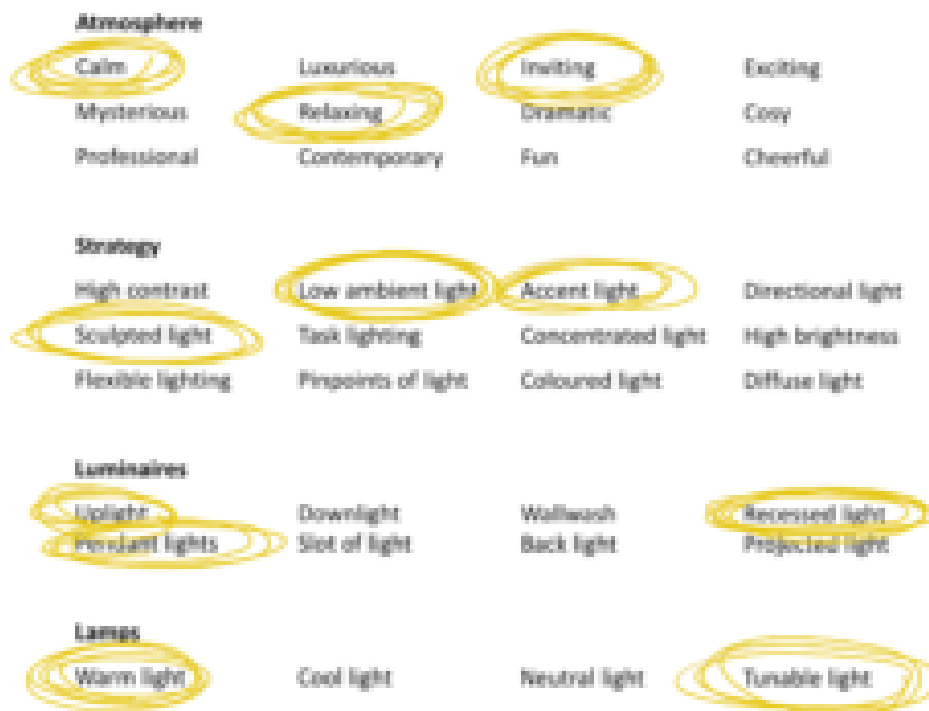 Atmosphere
Calm Luxurious Inviting Exciting
Mysterious Relaxing Dramatic Cosy
Professional Contemporary Fun Cheerful
Strategy
High contrast Low ambient light Accent light Directional light
Sculpted light Task lighting Concentrated light High brightness
Flexible lighting Pinpoints of light Coloured light Diffuse light
Luminaires
Uplight Downlight Wallwash Recessed light
Pendant lights Slot of light Back light Projected light
Lamps
Warm light Cool light Neutral light Tunable light